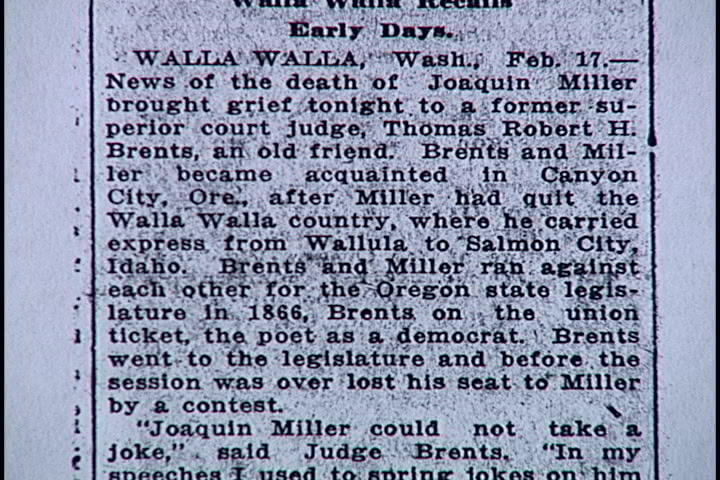 Walla Walla Recalls
Early Days.
WALLA WALLA, Wash., Feb. 17.—
News of the death of Joaquin Miller
brought grief tonight to a former su-
perior court judge, Thomas Robert H.
Brents, an old friend. Brents and Mil-
ler became acquainted in Canyon
City, Ore., after Miller had quit the
Walla Walla country, where he carried
express from Wallula to Salmon City,
Idaho. Brents and Miller ran against
each other for the Oregon state legis-
lature in 1866, Brents on the union
ticket, the poet as a democrat. Brents
went to the legislature and before the
session was over lost his seat to Miller
by a contest.
"Joaquin Miller could not take a
joke," said Judge Brents. "In my
speeches I used to spring jokes on him